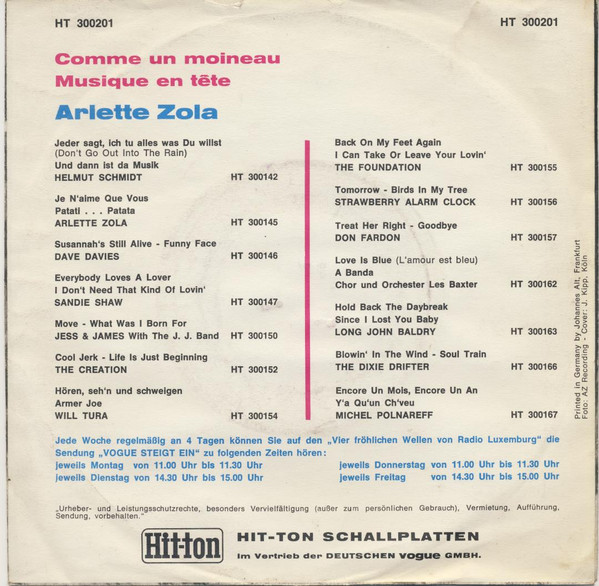 HT 300201
HT 300201
Comme un moineau
Musique en tête
Arlette Zola
Jeder sagt, ich tu alles was Du willst
(Don't Go Out Into The Rain)
Und dann ist da Musik
HELMUT SCHMIDT HT 300142
Je N'aime Que Vous
Patati . . . Patata
ARLETTE ZOLA HT 300145
Susannah's Still Alive - Funny Face
DAVE DAVIES HT 300146
Everybody Loves A Lover
I Don't Need That Kind Of Lovin'
SANDIE SHAW HT 300147
Move - What Was I Born For
JESS & JAMES With The J. J. Band HT 300150
Cool Jerk - Life Is Just Beginning
THE CREATION HT 300152
Hören, seh'n und schweigen
Armer Joe
WILL TURA HT 300154
Back On My Feet Again
I Can Take Or Leave Your Lovin'
THE FOUNDATION HT 300155
Tomorrow - Birds In My Tree
STRAWBERRY ALARM CLOCK HT 300156
Treat Her Right - Goodbye
DON FARDON HT 300157
Love Is Blue (L'amour est bleu)
A Banda
Chor und Orchester Les Baxter HT 300162
Hold Back The Daybreak
Since I Lost You Baby
LONG JOHN BALDRY HT 300163
Blowin' In The Wind - Soul Train
THE DIXIE DRIFTER HT 300166
Encore Un Mois, Encore Un An
Y'a Qu'un Ch'veu
MICHEL POLNAREFF HT 300167
Printed in Germany by Johannes Alt, Frankfurt
Foto: AZ Recording - Cover: J. Kipp, Köln
Jede Woche regelmäßig an 4 Tagen können Sie auf den „Vier fröhlichen Wellen von Radio Luxemburg" die
Sendung „VOGUE STEIGT EIN" zu folgenden Zeiten hören:
jeweils Montag von 11.00 Uhr bis 11.30 Uhr jeweils Donnerstag von 11.00 Uhr bis 11.30 Uhr
jeweils Dienstag von 14.30 Uhr bis 15.00 Uhr jeweils Freitag von 14.30 Uhr bis 15.00 Uhr
„Urheber- und Leistungsschutzrechte, besonders Vervielfältigung (außer zum persönlichen Gebrauch), Vermietung, Aufführung,
Sendung, vorbehalten."
Hit-ton
HIT-TON SCHALLPLATTEN
Im Vertrieb der DEUTSCHEN vogue GMBH.